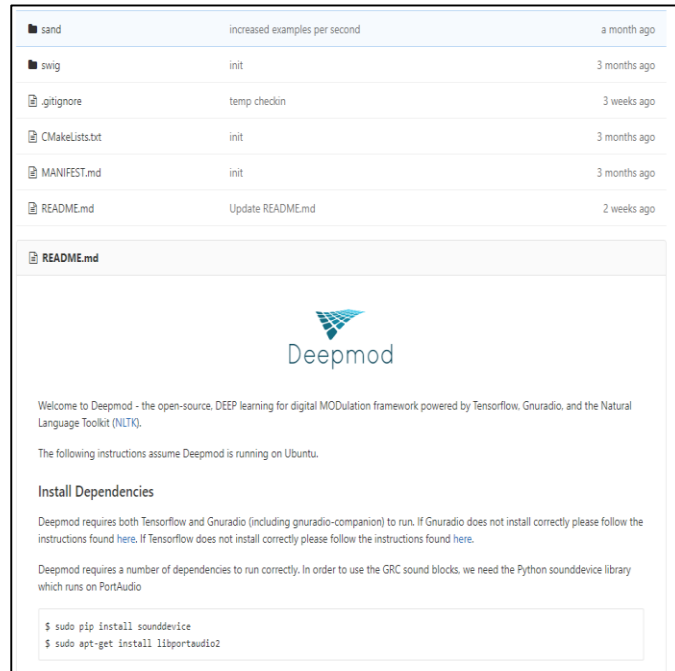 sand increased examples per second a month ago
swig init 3 months ago
.gitignore temp checkin 3 weeks ago
CMakeLists.txt init 3 months ago
MANIFEST.md init 3 months ago
README.md Update README.md 2 weeks ago
README.md
Deepmod
Welcome to Deepmod - the open-source, DEEP learning for digital MODulation framework powered by Tensorflow, Gnuradio, and the Natural
Language Toolkit (NLTK).
The following instructions assume Deepmod is running on Ubuntu.
Install Dependencies
Deepmod requires both Tensorflow and Gnuradio (including gnuradio-companion) to run. If Gnuradio does not install correctly please follow the
instructions found here. If Tensorflow does not install correctly please follow the instructions found here.
Deepmod requires a number of dependencies to run correctly. In order to use the GRC sound blocks, we need the Python sounddevice library
which runs on PortAudio
$ sudo pip install sounddevice
$ sudo apt-get install libportaudio2